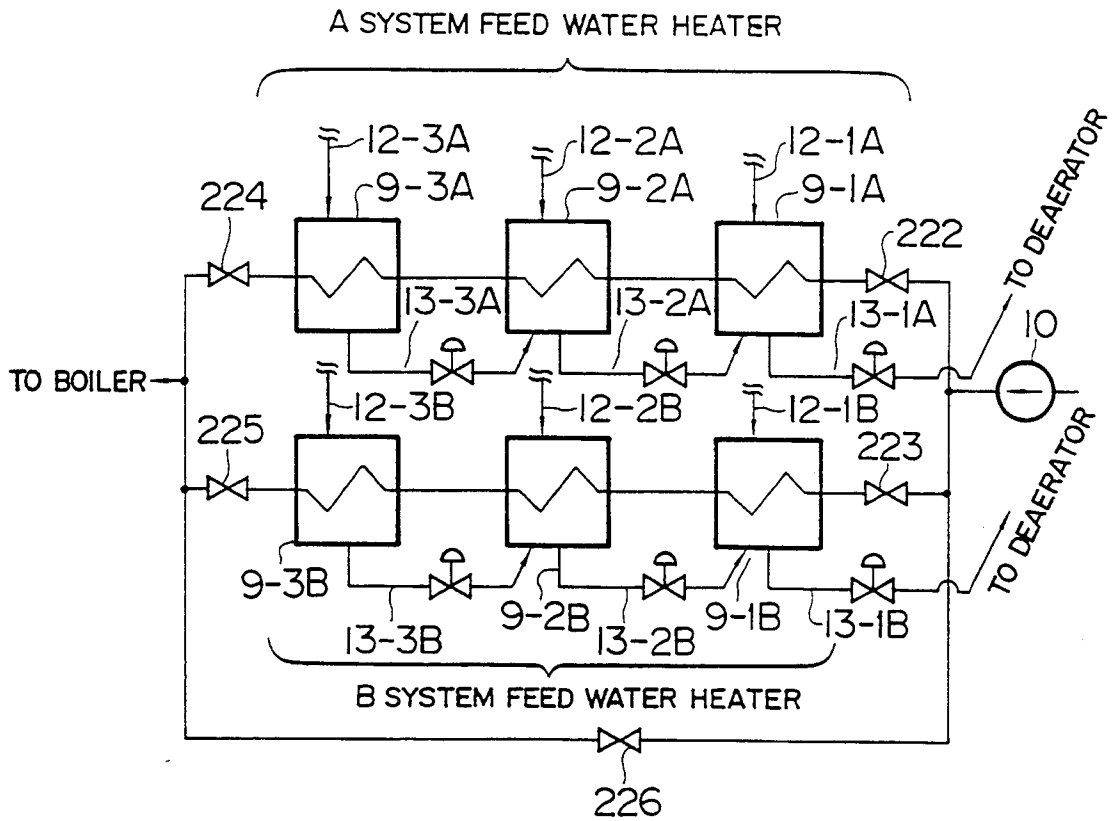 A SYSTEM FEED WATER HEATER
12-3A
12-2A
12-1A
9-3A
9-2A
9-1A
224
222
TO DEAERATOR
13-3A
13-2A
13-1A
10
TO BOILER
12-3B
12-2B
12-1B
225
223
TO DEAERATOR
9-3B
9-2B
9-1B
13-3B
13-2B
13-1B
B SYSTEM FEED WATER HEATER
226